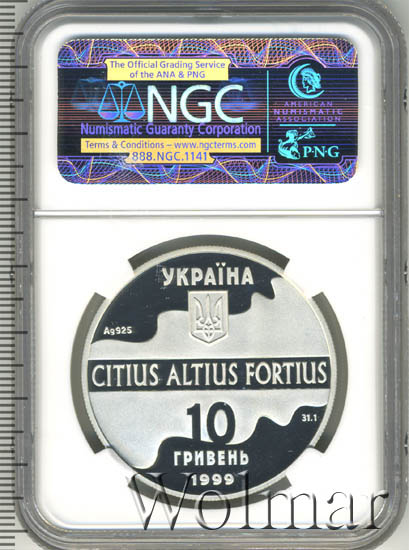 The Official Grading Service
of the ANA & PNG
NGC
Numismatic Guaranty Corporation
Terms & Conditions – www.ngcterms.com
888.NGC.1141
AMERICAN
NUMISMATIC
ASSOCIATION
P·N·G
УКРАЇНА
Ag925
CITIUS ALTIUS FORTIUS
10
31.1
ГРИВЕНЬ
1999
Wolmar